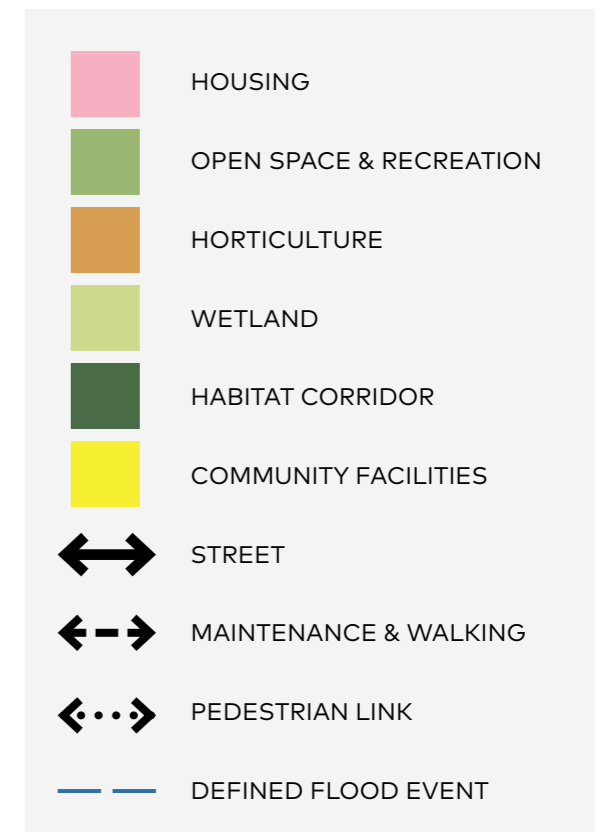 HOUSING
OPEN SPACE & RECREATION
HORTICULTURE
WETLAND
HABITAT CORRIDOR
COMMUNITY FACILITIES
STREET
MAINTENANCE & WALKING
PEDESTRIAN LINK
DEFINED FLOOD EVENT